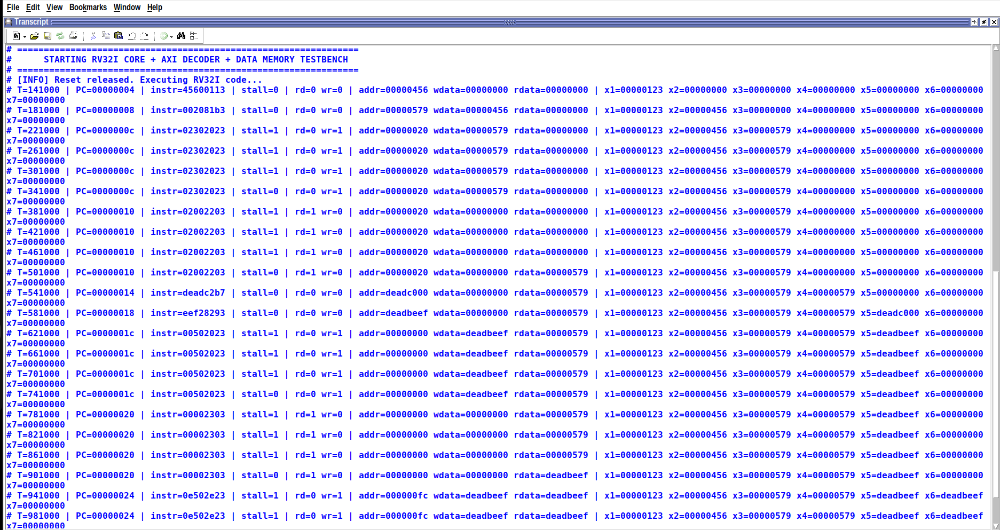 File Edit View Bookmarks Window Help
Transcript
# ================================================================
#      STARTING RV32I CORE + AXI DECODER + DATA MEMORY TESTBENCH
# ================================================================
# [INFO] Reset released. Executing RV32I code...
# T=141000 | PC=00000004 | instr=45600113 | stall=0 | rd=0 wr=0 | addr=00000456 wdata=00000000 rdata=00000000 | x1=00000123 x2=00000000 x3=00000000 x4=00000000 x5=00000000 x6=00000000
x7=00000000
# T=181000 | PC=00000008 | instr=002081b3 | stall=0 | rd=0 wr=0 | addr=00000579 wdata=00000456 rdata=00000000 | x1=00000123 x2=00000456 x3=00000000 x4=00000000 x5=00000000 x6=00000000
x7=00000000
# T=221000 | PC=0000000c | instr=02302023 | stall=1 | rd=0 wr=1 | addr=00000020 wdata=00000579 rdata=00000000 | x1=00000123 x2=00000456 x3=00000579 x4=00000000 x5=00000000 x6=00000000
x7=00000000
# T=261000 | PC=0000000c | instr=02302023 | stall=1 | rd=0 wr=1 | addr=00000020 wdata=00000579 rdata=00000000 | x1=00000123 x2=00000456 x3=00000579 x4=00000000 x5=00000000 x6=00000000
x7=00000000
# T=301000 | PC=0000000c | instr=02302023 | stall=1 | rd=0 wr=1 | addr=00000020 wdata=00000579 rdata=00000000 | x1=00000123 x2=00000456 x3=00000579 x4=00000000 x5=00000000 x6=00000000
x7=00000000
# T=341000 | PC=0000000c | instr=02302023 | stall=0 | rd=0 wr=1 | addr=00000020 wdata=00000579 rdata=00000000 | x1=00000123 x2=00000456 x3=00000579 x4=00000000 x5=00000000 x6=00000000
x7=00000000
# T=381000 | PC=00000010 | instr=02002203 | stall=1 | rd=1 wr=0 | addr=00000020 wdata=00000000 rdata=00000000 | x1=00000123 x2=00000456 x3=00000579 x4=00000000 x5=00000000 x6=00000000
x7=00000000
# T=421000 | PC=00000010 | instr=02002203 | stall=1 | rd=1 wr=0 | addr=00000020 wdata=00000000 rdata=00000000 | x1=00000123 x2=00000456 x3=00000579 x4=00000000 x5=00000000 x6=00000000
x7=00000000
# T=461000 | PC=00000010 | instr=02002203 | stall=1 | rd=1 wr=0 | addr=00000020 wdata=00000000 rdata=00000000 | x1=00000123 x2=00000456 x3=00000579 x4=00000000 x5=00000000 x6=00000000
x7=00000000
# T=501000 | PC=00000010 | instr=02002203 | stall=0 | rd=1 wr=0 | addr=00000020 wdata=00000000 rdata=00000579 | x1=00000123 x2=00000456 x3=00000579 x4=00000000 x5=00000000 x6=00000000
x7=00000000
# T=541000 | PC=00000014 | instr=deadc2b7 | stall=0 | rd=0 wr=0 | addr=deadc000 wdata=00000000 rdata=00000579 | x1=00000123 x2=00000456 x3=00000579 x4=00000579 x5=00000000 x6=00000000
x7=00000000
# T=581000 | PC=00000018 | instr=eef28293 | stall=0 | rd=0 wr=0 | addr=deadbeef wdata=00000000 rdata=00000579 | x1=00000123 x2=00000456 x3=00000579 x4=00000579 x5=deadc000 x6=00000000
x7=00000000
# T=621000 | PC=0000001c | instr=00502023 | stall=1 | rd=0 wr=1 | addr=00000000 wdata=deadbeef rdata=00000579 | x1=00000123 x2=00000456 x3=00000579 x4=00000579 x5=deadbeef x6=00000000
x7=00000000
# T=661000 | PC=0000001c | instr=00502023 | stall=1 | rd=0 wr=1 | addr=00000000 wdata=deadbeef rdata=00000579 | x1=00000123 x2=00000456 x3=00000579 x4=00000579 x5=deadbeef x6=00000000
x7=00000000
# T=701000 | PC=0000001c | instr=00502023 | stall=1 | rd=0 wr=1 | addr=00000000 wdata=deadbeef rdata=00000579 | x1=00000123 x2=00000456 x3=00000579 x4=00000579 x5=deadbeef x6=00000000
x7=00000000
# T=741000 | PC=0000001c | instr=00502023 | stall=0 | rd=0 wr=1 | addr=00000000 wdata=deadbeef rdata=00000579 | x1=00000123 x2=00000456 x3=00000579 x4=00000579 x5=deadbeef x6=00000000
x7=00000000
# T=781000 | PC=00000020 | instr=00002303 | stall=1 | rd=1 wr=0 | addr=00000000 wdata=00000000 rdata=00000579 | x1=00000123 x2=00000456 x3=00000579 x4=00000579 x5=deadbeef x6=00000000
x7=00000000
# T=821000 | PC=00000020 | instr=00002303 | stall=1 | rd=1 wr=0 | addr=00000000 wdata=00000000 rdata=00000579 | x1=00000123 x2=00000456 x3=00000579 x4=00000579 x5=deadbeef x6=00000000
x7=00000000
# T=861000 | PC=00000020 | instr=00002303 | stall=1 | rd=1 wr=0 | addr=00000000 wdata=00000000 rdata=00000579 | x1=00000123 x2=00000456 x3=00000579 x4=00000579 x5=deadbeef x6=00000000
x7=00000000
# T=901000 | PC=00000020 | instr=00002303 | stall=0 | rd=1 wr=0 | addr=00000000 wdata=00000000 rdata=deadbeef | x1=00000123 x2=00000456 x3=00000579 x4=00000579 x5=deadbeef x6=00000000
x7=00000000
# T=941000 | PC=00000024 | instr=0e502e23 | stall=1 | rd=0 wr=1 | addr=000000fc wdata=deadbeef rdata=deadbeef | x1=00000123 x2=00000456 x3=00000579 x4=00000579 x5=deadbeef x6=deadbeef
x7=00000000
# T=981000 | PC=00000024 | instr=0e502e23 | stall=1 | rd=0 wr=1 | addr=000000fc wdata=deadbeef rdata=deadbeef | x1=00000123 x2=00000456 x3=00000579 x4=00000579 x5=deadbeef x6=deadbeef
x7=00000000